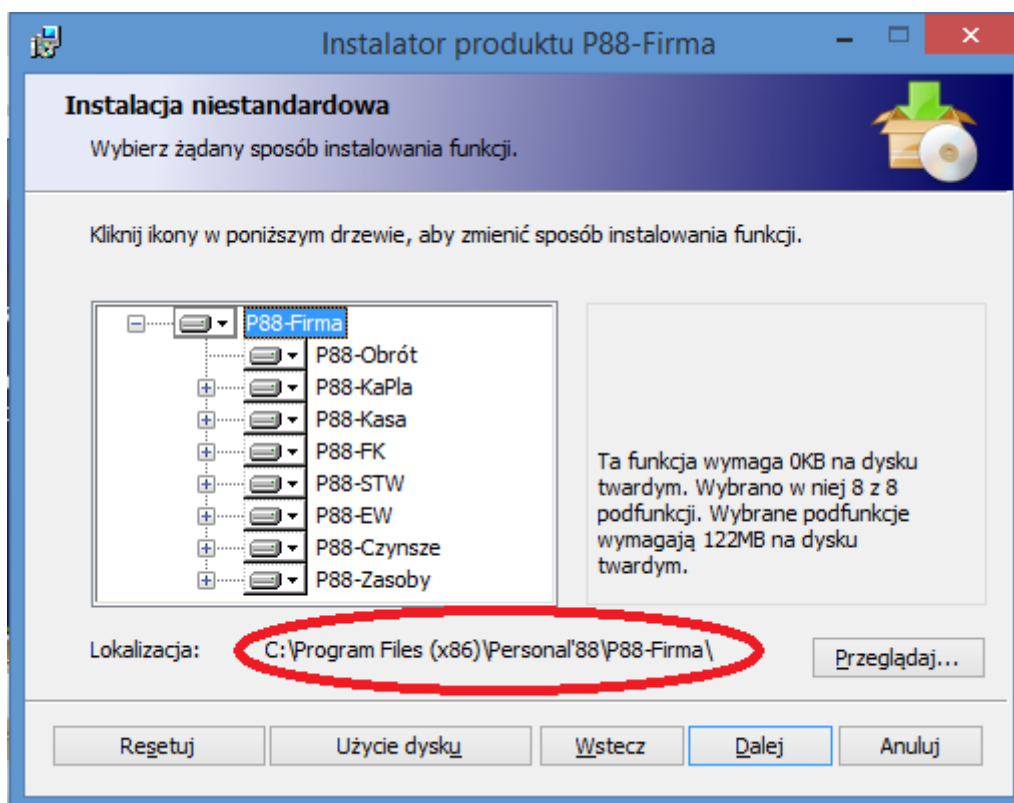 Instalator produktu P88-Firma
Instalacja niestandardowa
Wybierz żądany sposób instalowania funkcji.
Kliknij ikony w poniższym drzewie, aby zmienić sposób instalowania funkcji.
P88-Firma
P88-Obrót
P88-KaPla
P88-Kasa
P88-FK
P88-STW
P88-EW
P88-Czynsze
P88-Zasoby
Ta funkcja wymaga 0KB na dysku
twardym. Wybrano w niej 8 z 8
podfunkcji. Wybrane podfunkcje
wymagają 122MB na dysku
twardym.
Lokalizacja: C:\Program Files (x86)\Personal'88\P88-Firma\
Przeglądaj...
Resetuj Użycie dysku Wstecz Dalej Anuluj